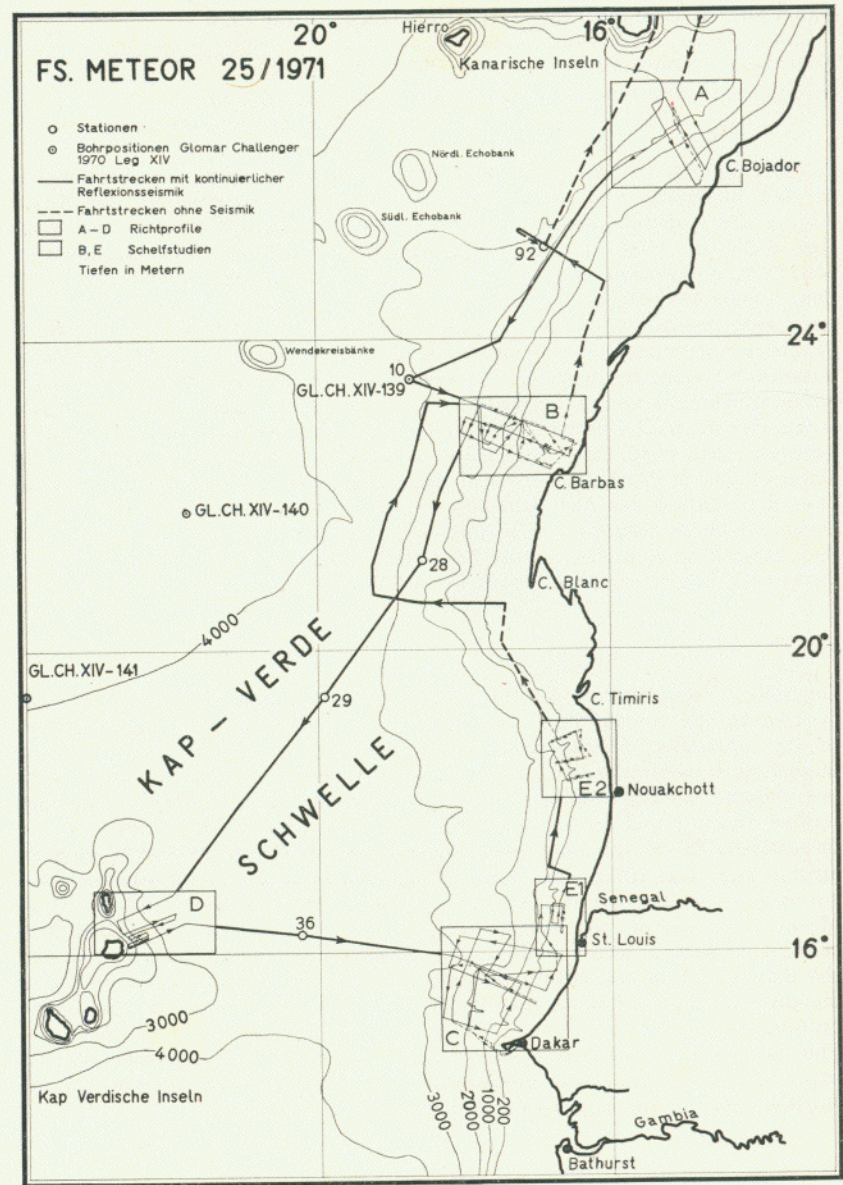 20°
16°
Hierro
Kanarische Inseln
FS. METEOR 25/1971
A
Stationen
Bohrpositionen Glomar Challenger
1970 Leg XIV
Fahrtstrecken mit kontinuierlicher
Reflexionsseismik
Fahrtstrecken ohne Seismik
A-D Richtprofile
B,E Schelfstudien
Tiefen in Metern
Nördl. Echobank
C. Bojador
Südl. Echobank
92
24°
Wendekreisbänke
10
GL.CH.XIV-139
B
C. Barbas
GL.CH. XIV-140
28
C. Blanc
4000
20°
GL.CH. XIV-141
29
C. Timiris
KAP - VERDE
SCHWELLE
E2
Nouakchott
E1
Senegal
D
36
St. Louis
16°
3000
C
Dakar
4000
3000
2000
1000
200
Kap Verdische Inseln
Gambia
Bathurst